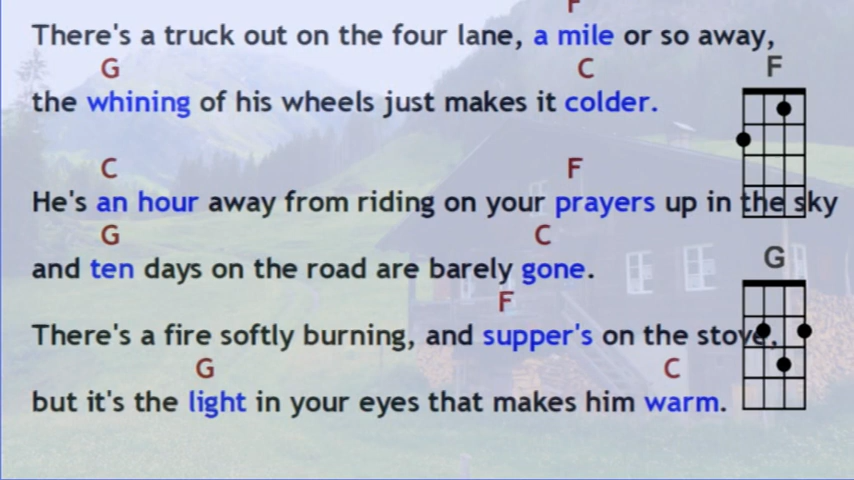 F
There's a truck out on the four lane, a mile or so away,
G C F
the whining of his wheels just makes it colder.
C F
He's an hour away from riding on your prayers up in the sky
G C G
and ten days on the road are barely gone.
F
There's a fire softly burning, and supper's on the stove,
G C
but it's the light in your eyes that makes him warm.